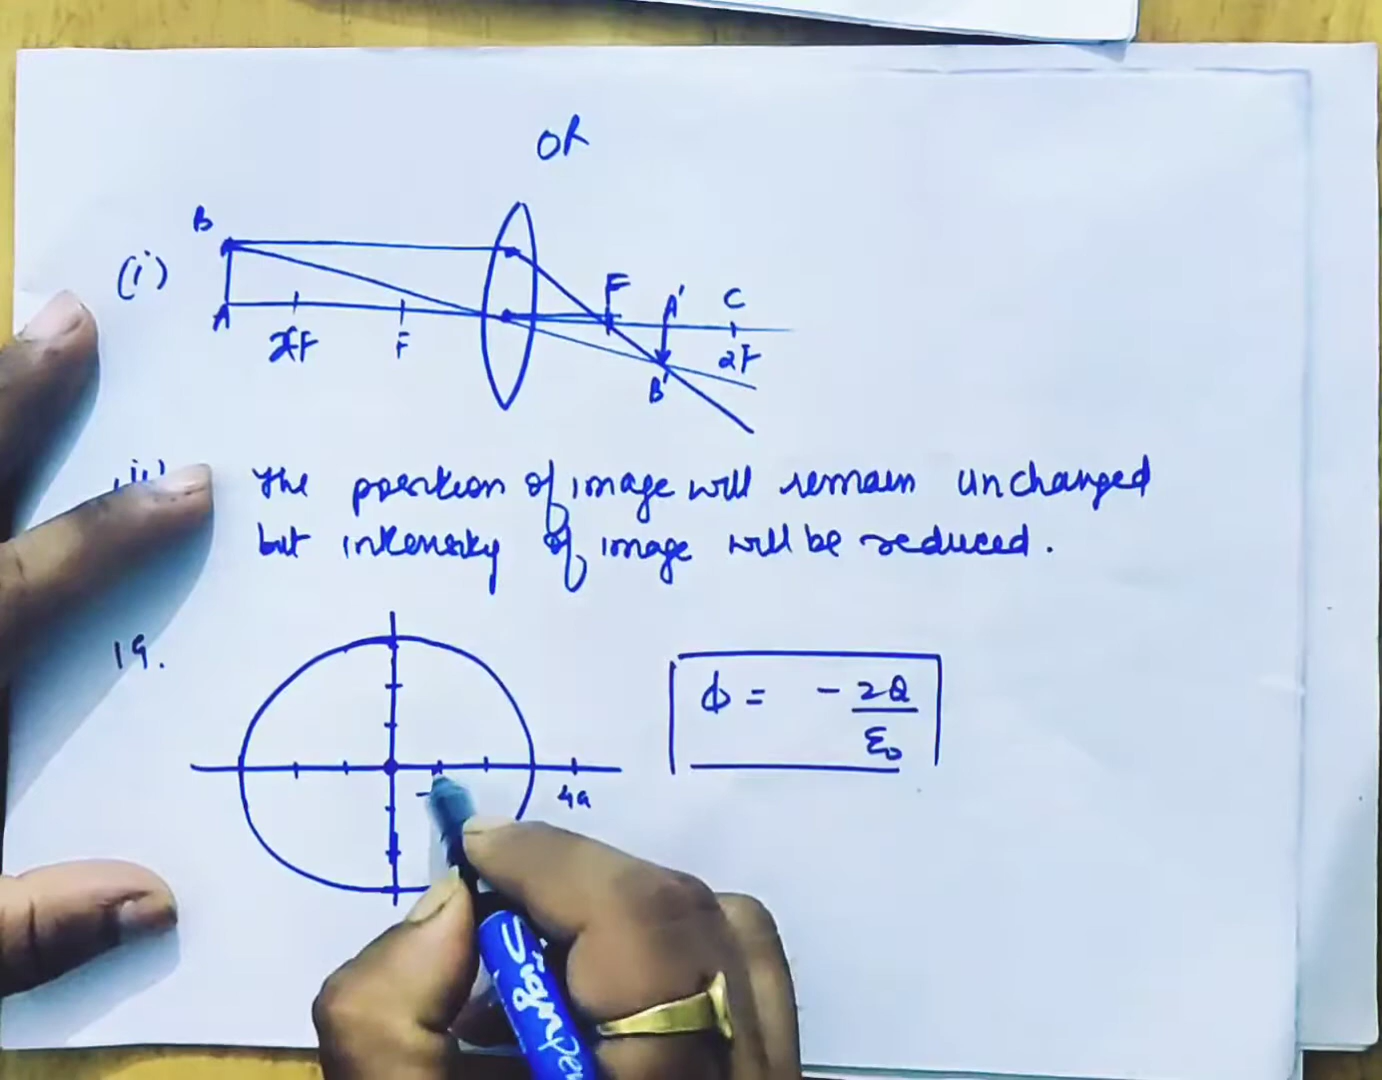 OR
(i)
B
A
2F
F
F
A'
C
2F
B'
ii)
The position of image will remain unchanged
but intensity of image will be reduced.
19.
4a
ϕ = - 2Q
ε₀
Signpen